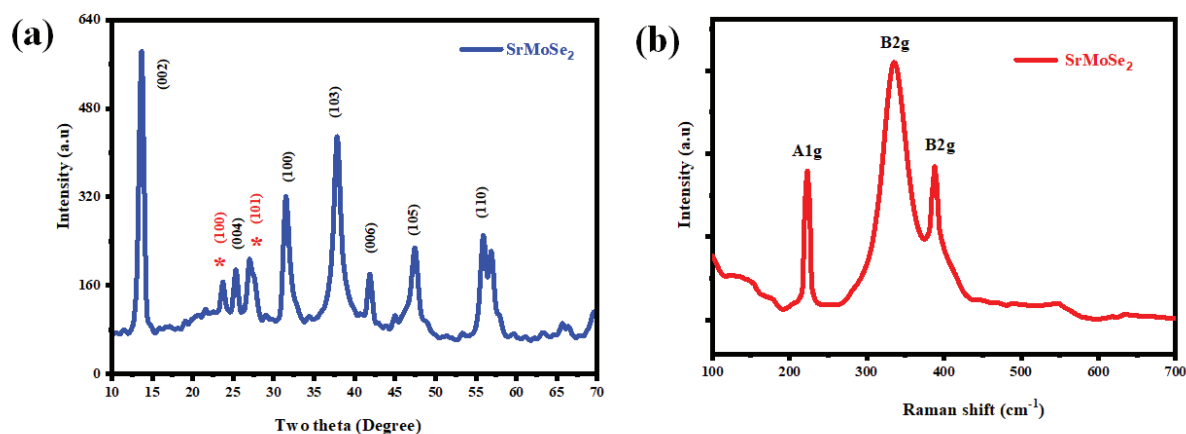 (a)
640
480
320
160
0
Intensity (a.u)
SrMoSe₂
(002)
* (100)
(004)
* (101)
(100)
(103)
(006)
(105)
(110)
10 15 20 25 30 35 40 45 50 55 60 65 70
Two theta (Degree)
(b)
Intensity (a.u)
SrMoSe₂
A1g
B2g
B2g
100 200 300 400 500 600 700
Raman shift (cm⁻¹)